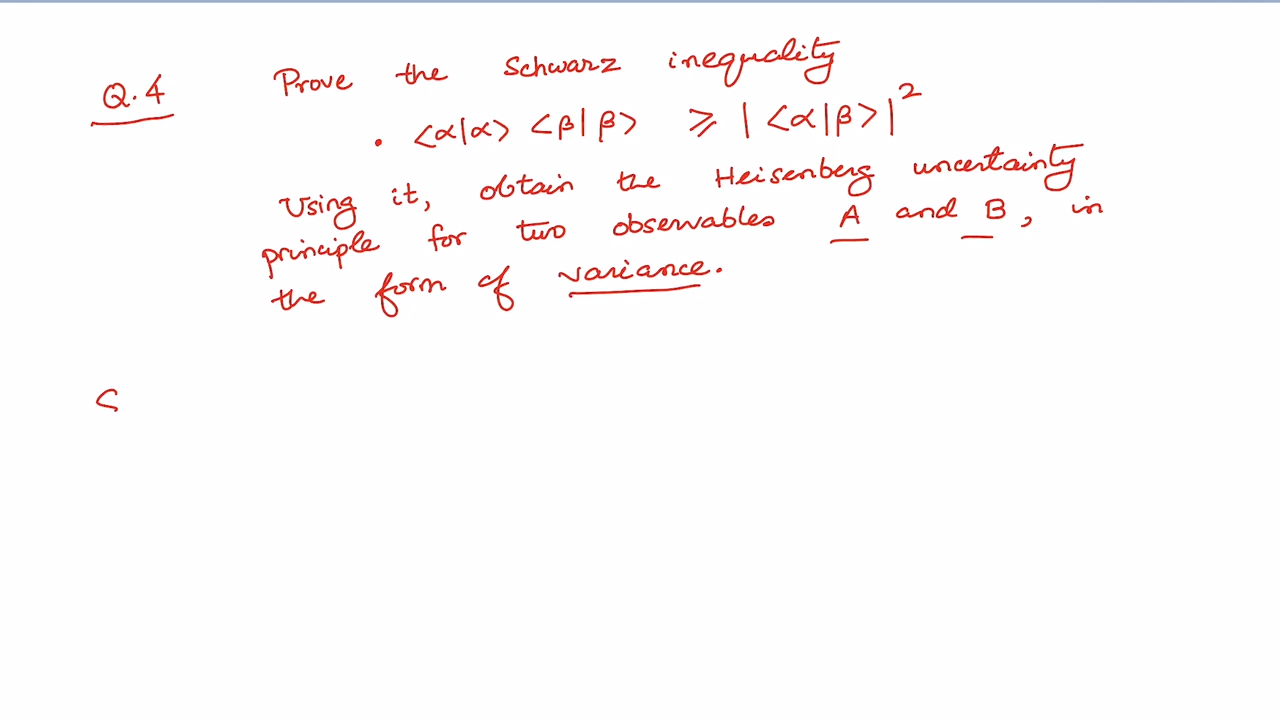 Q.4 Prove the Schwarz inequality
• <α|α> <β|β> ⩾ |<α|β>|²
Using it, obtain the Heisenberg uncertainty
principle for two observables A and B, in
the form of variance.
S